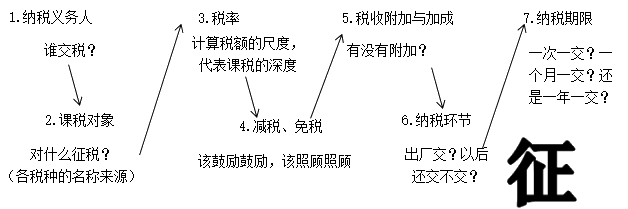 1.纳税义务人
谁交税？
2.课税对象
对什么征税？
（各税种的名称来源）
3.税率
计算税额的尺度，
代表课税的深度
4.减税、免税
该鼓励鼓励，该照顾照顾
5.税收附加与加成
有没有附加？
6.纳税环节
出厂交？以后
还交不交？
7.纳税期限
一次一交？一
个月一交？还
是一年一交？
征